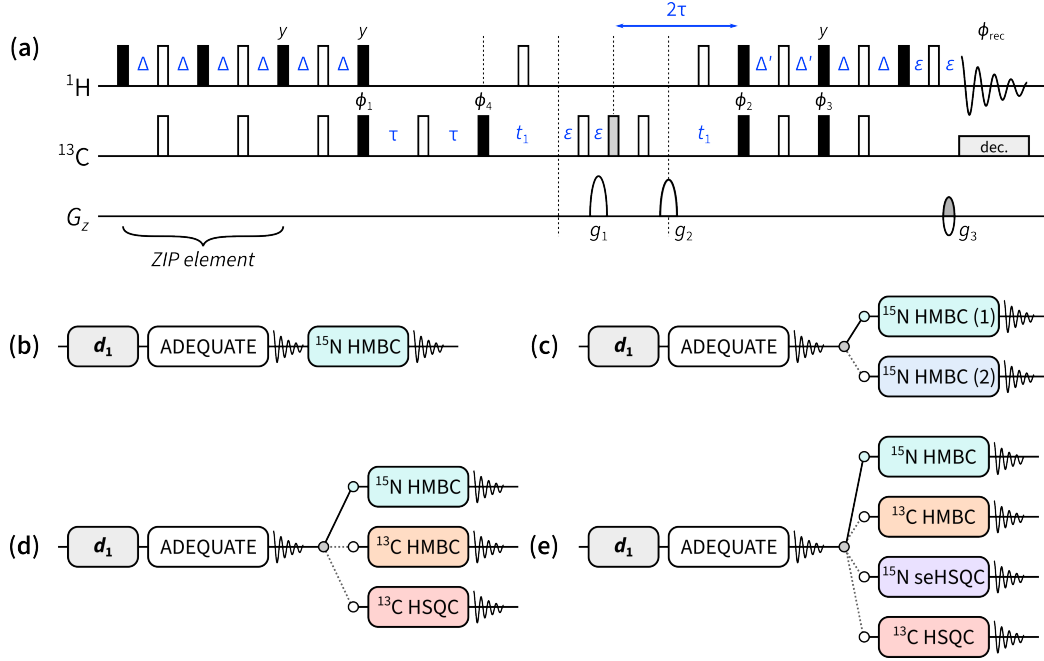 (a)
2τ
y y y ϕrec
Δ Δ Δ Δ Δ Δ Δ' Δ' Δ Δ ε ε
¹H
ϕ₁ ϕ₄ ϕ₂ ϕ₃
τ τ t₁ ε ε t₁
¹³C dec.
Gz g₁ g₂ g₃
ZIP element
(b) d₁ ADEQUATE ¹⁵N HMBC
(c) d₁ ADEQUATE ¹⁵N HMBC (1)
¹⁵N HMBC (2)
(d) d₁ ADEQUATE ¹⁵N HMBC
¹³C HMBC
¹³C HSQC
(e) d₁ ADEQUATE ¹⁵N HMBC
¹³C HMBC
¹⁵N seHSQC
¹³C HSQC